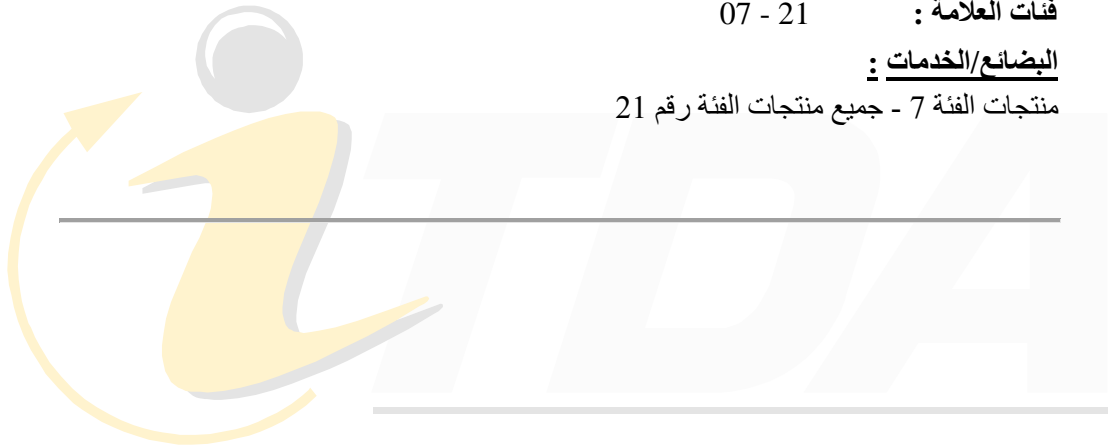 فئات العلامة : 21 - 07
البضائع/الخدمات :
منتجات الفئة 7 - جميع منتجات الفئة رقم 21
iTDA